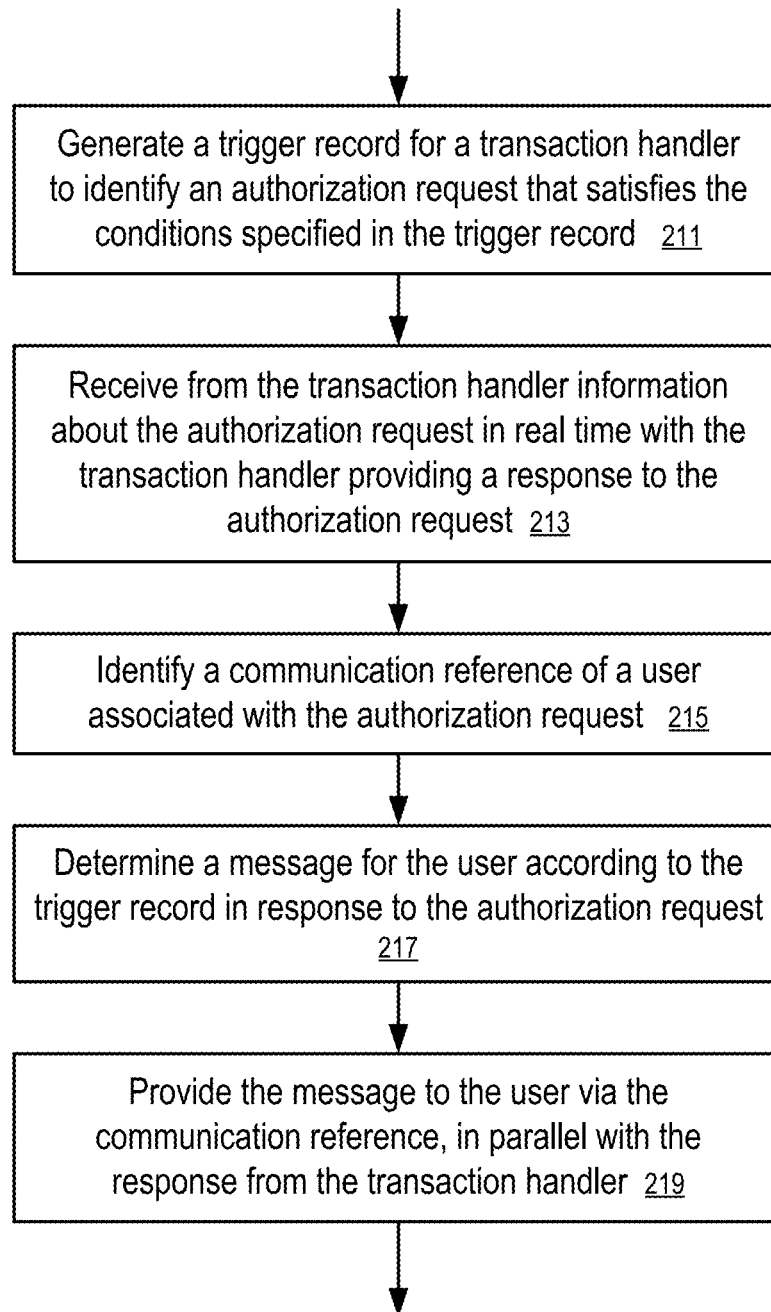 Generate a trigger record for a transaction handler
to identify an authorization request that satisfies the
conditions specified in the trigger record 211
Receive from the transaction handler information
about the authorization request in real time with the
transaction handler providing a response to the
authorization request 213
Identify a communication reference of a user
associated with the authorization request 215
Determine a message for the user according to the
trigger record in response to the authorization request
217
Provide the message to the user via the
communication reference, in parallel with the
response from the transaction handler 219